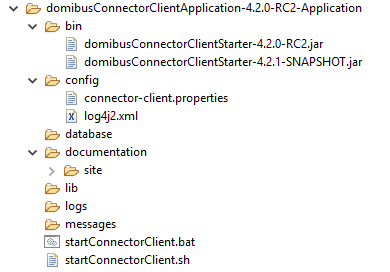 domibusConnectorClientApplication-4.2.0-RC2-Application
bin
domibusConnectorClientStarter-4.2.0-RC2.jar
domibusConnectorClientStarter-4.2.1-SNAPSHOT.jar
config
connector-client.properties
log4j2.xml
database
documentation
site
lib
logs
messages
startConnectorClient.bat
startConnectorClient.sh